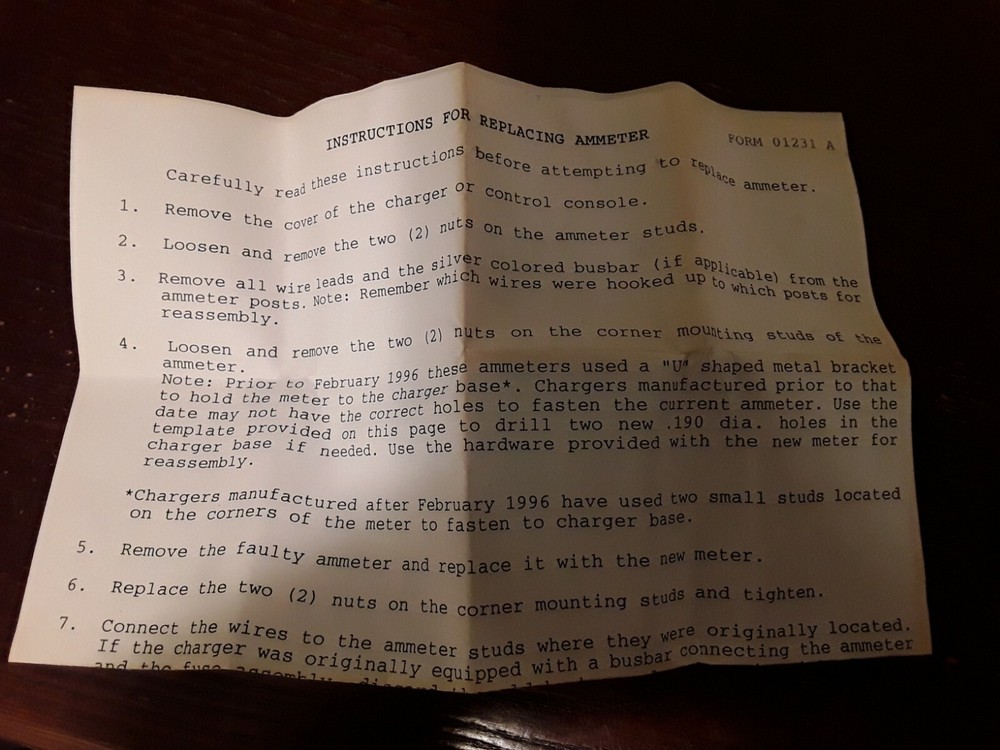 INSTRUCTIONS FOR REPLACING AMMETER FORM 01231 A
Carefully read these instructions before attempting to replace ammeter.
1. Remove the cover of the charger or control console.
2. Loosen and remove the two (2) nuts on the ammeter studs.
3. Remove all wire leads and the silver colored busbar (if applicable) from the
ammeter posts. Note: Remember which wires were hooked up to which posts for
reassembly.
4. Loosen and remove the two (2) nuts on the corner mounting studs of the
ammeter.
Note: Prior to February 1996 these ammeters used a "U" shaped metal bracket
to hold the meter to the charger base*. Chargers manufactured prior to that
date may not have the correct holes to fasten the current ammeter. Use the
template provided on this page to drill two new .190 dia. holes in the
charger base if needed. Use the hardware provided with the new meter for
reassembly.
*Chargers manufactured after February 1996 have used two small studs located
on the corners of the meter to fasten to charger base.
5. Remove the faulty ammeter and replace it with the new meter.
6. Replace the two (2) nuts on the corner mounting studs and tighten.
7. Connect the wires to the ammeter studs where they were originally located.
If the charger was originally equipped with a busbar connecting the ammeter
and the fuse assembly, discard